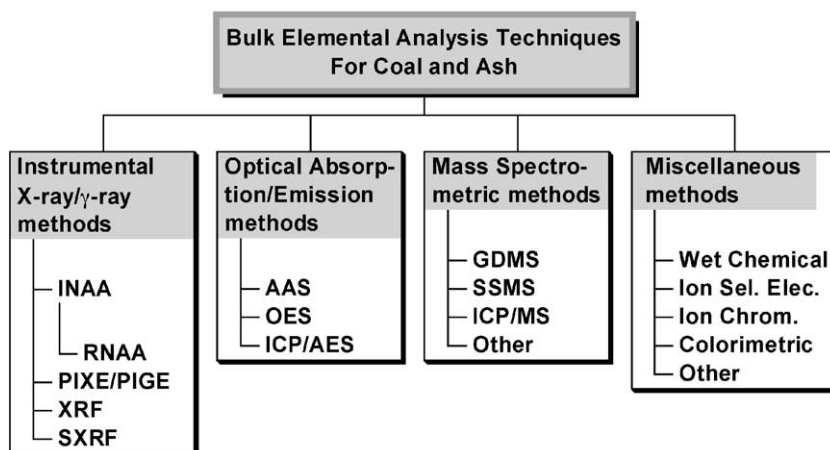 Bulk Elemental Analysis Techniques
For Coal and Ash
Instrumental
X-ray/γ-ray
methods
INAA
RNAA
PIXE/PIGE
XRF
SXRF
Optical Absorp-
tion/Emission
methods
AAS
OES
ICP/AES
Mass Spectro-
metric methods
GDMS
SSMS
ICP/MS
Other
Miscellaneous
methods
Wet Chemical
Ion Sel. Elec.
Ion Chrom.
Colorimetric
Other